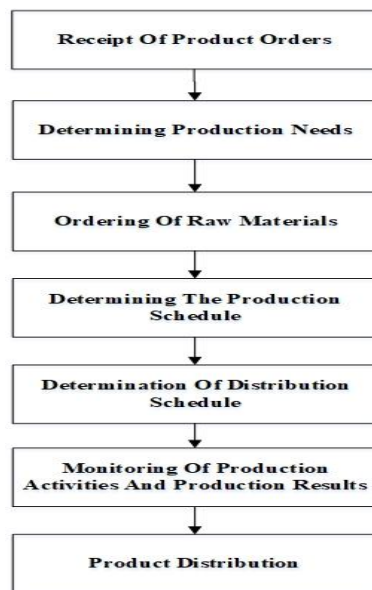 Receipt Of Product Orders
Determining Production Needs
Ordering Of Raw Materials
Determining The Production
Schedule
Determination Of Distribution
Schedule
Monitoring Of Production
Activities And Production Results
Product Distribution